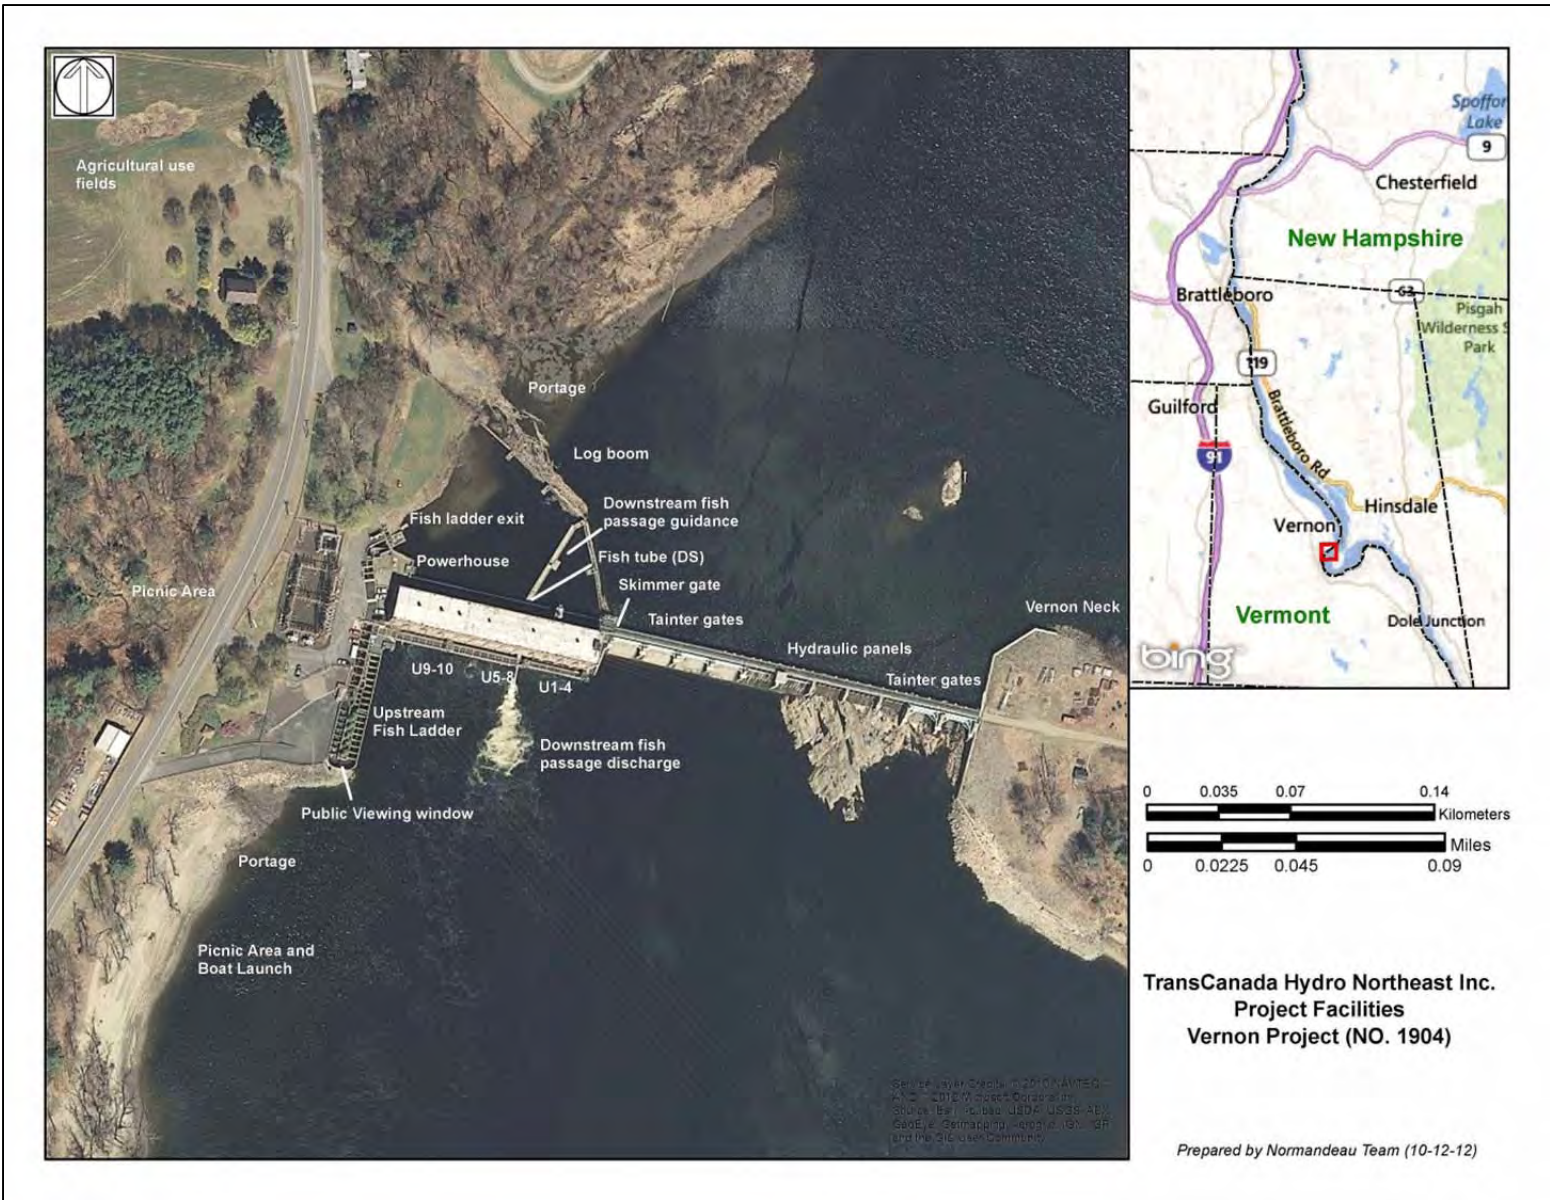 Agricultural use
fields
Portage
Log boom
Downstream fish
passage guidance
Fish ladder exit
Fish tube (DS)
Powerhouse
Skimmer gate
Picnic Area
Tainter gates
Vernon Neck
Hydraulic panels
U9-10
U5-8
U1-4
Tainter gates
Upstream
Fish Ladder
Downstream fish
passage discharge
Public Viewing window
Portage
Picnic Area and
Boat Launch
Spoffor
Lake
9
Chesterfield
New Hampshire
Brattleboro
63
Pisgah
Wilderness S
Park
119
Guilford
Brattleboro Rd
91
Hinsdale
Vernon
Vermont
Dole Junction
bing
0 0.035 0.07 0.14
Kilometers
Miles
0 0.0225 0.045 0.09
TransCanada Hydro Northeast Inc.
Project Facilities
Vernon Project (NO. 1904)
Prepared by Normandeau Team (10-12-12)